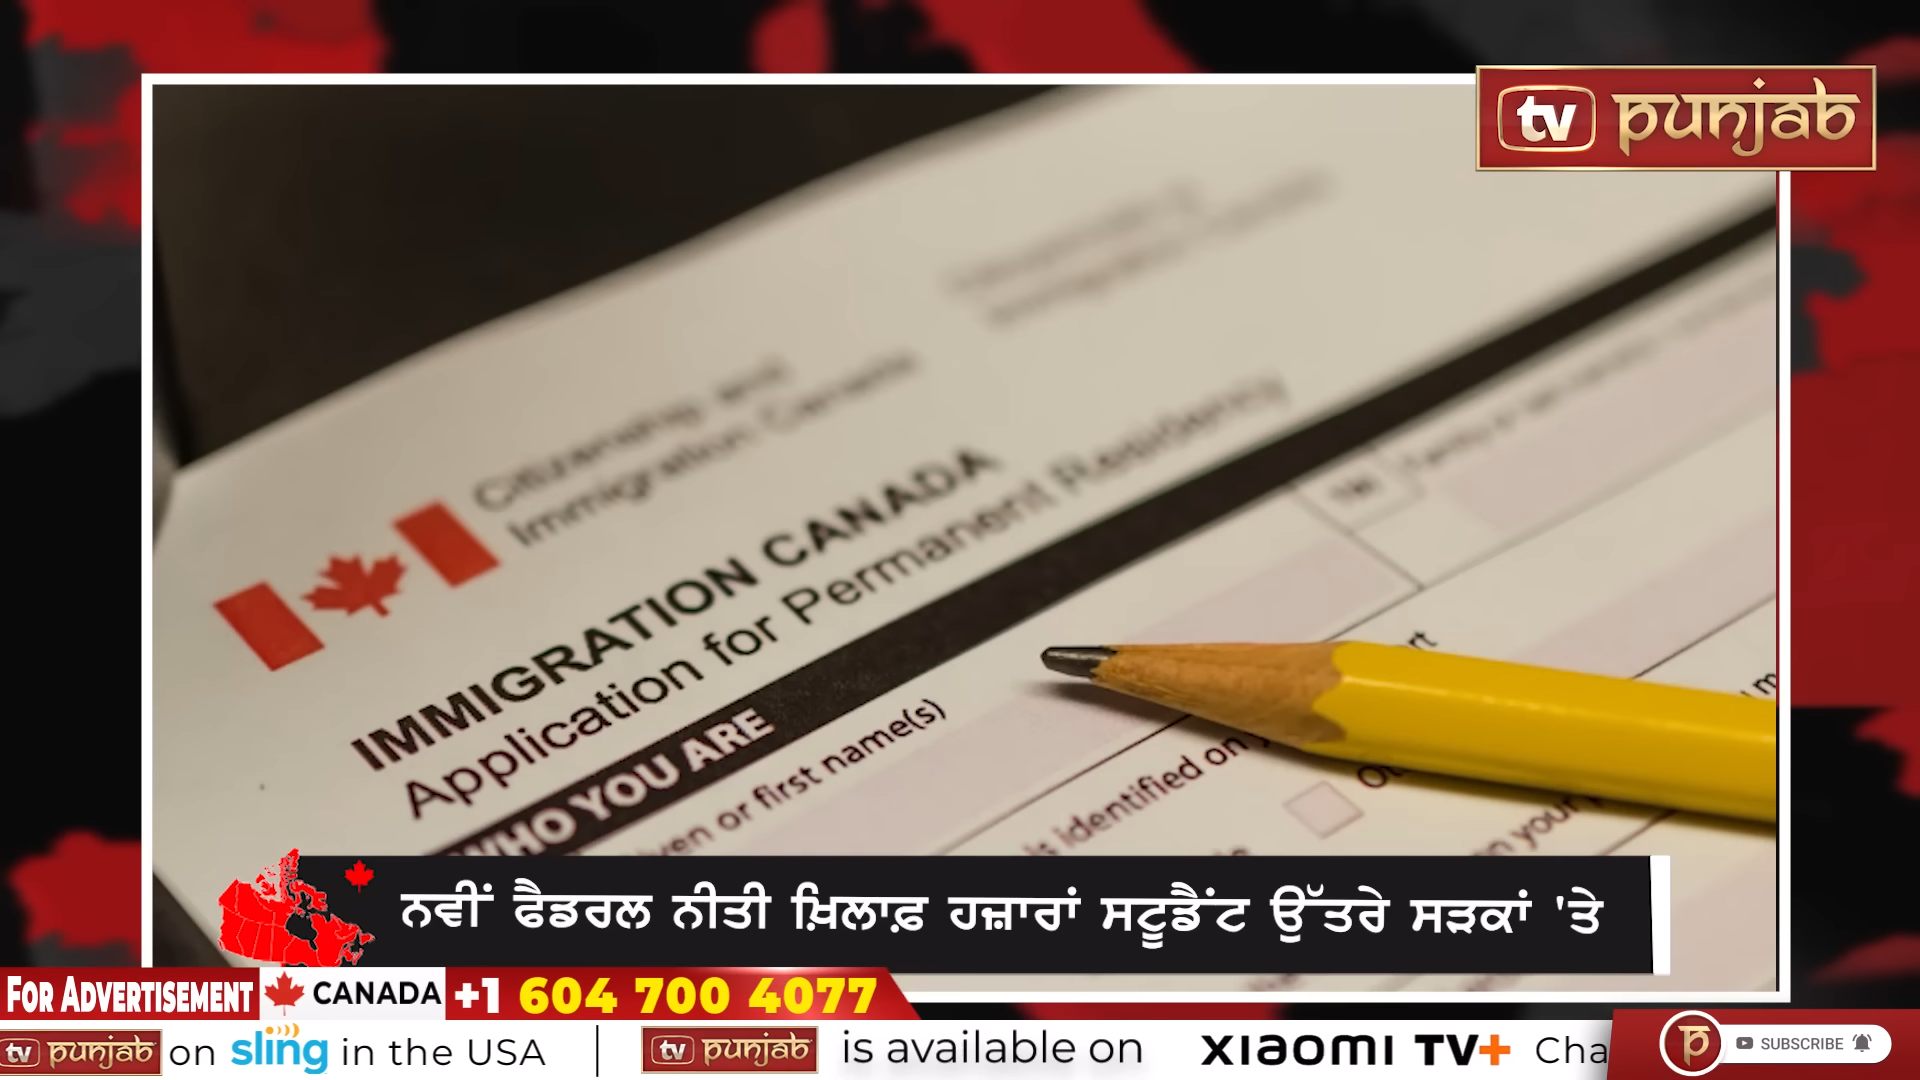 tv punjab
Citizenship and
Immigration Canada
IMMIGRATION CANADA
Application for Permanent Residency
WHO YOU ARE
or first name(s)
identified on
ਨਵੀਂ ਫੈਡਰਲ ਨੀਤੀ ਖ਼ਿਲਾਫ਼ ਹਜ਼ਾਰਾਂ ਸਟੂਡੈਂਟ ਉੱਤਰੇ ਸੜਕਾਂ 'ਤੇ
FOR ADVERTISEMENT CANADA +1 604 700 4077
tv punjab on sling in the USA | tv punjab is available on XIAOMI TV+ Cha
SUBSCRIBE